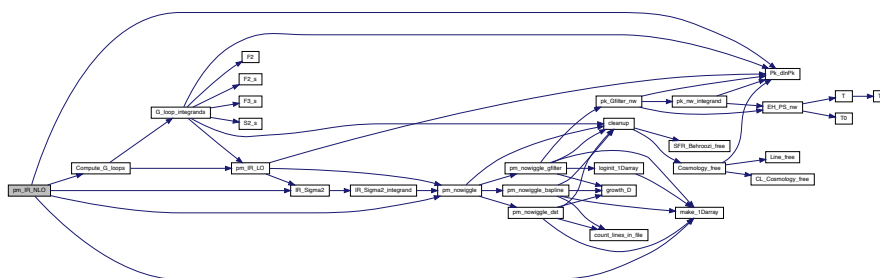 pm_IR_NLO
Compute_G_loops
G_loop_integrands
F2
F2_s
F3_s
S2_s
pm_IR_LO
IR_Sigma2
IR_Sigma2_integrand
pm_nowiggle
pm_nowiggle_gfilter
pm_nowiggle_bspline
pm_nowiggle_dst
pk_Gfilter_nw
cleanup
loginit_1Darray
growth_D
count_lines_in_file
pk_nw_integrand
SFR_Behroozi_free
Cosmology_free
make_1Darray
Pk_dlnPk
EH_PS_nw
Line_free
CL_Cosmology_free
T
T0